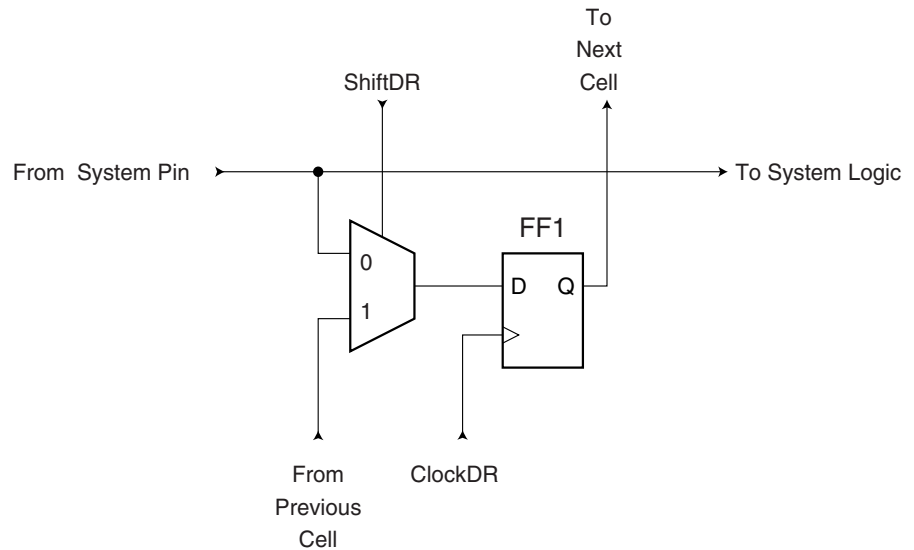 To
Next
Cell
ShiftDR
From System Pin
To System Logic
FF1
0
D Q
1
From
Previous
Cell
ClockDR